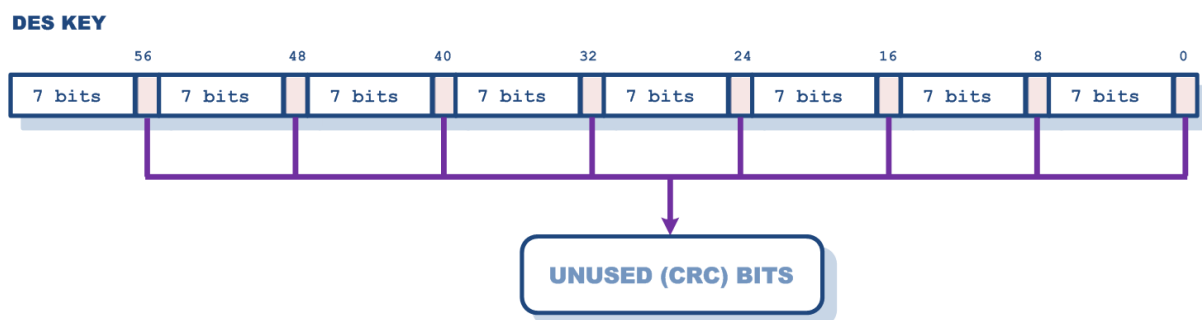 DES KEY
56 48 40 32 24 16 8 0
7 bits 7 bits 7 bits 7 bits 7 bits 7 bits 7 bits 7 bits
UNUSED (CRC) BITS